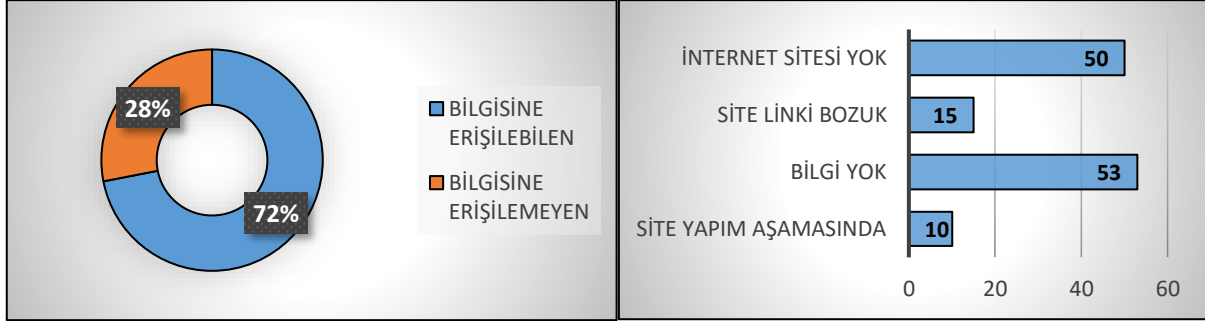 28%
72%
BİLGİSİNE
ERİŞİLEBİLEN
BİLGİSİNE
ERİŞİLEMEYEN
İNTERNET SİTESİ YOK
50
SİTE LİNKİ BOZUK
15
BİLGİ YOK
53
SİTE YAPIM AŞAMASINDA
10
0 20 40 60